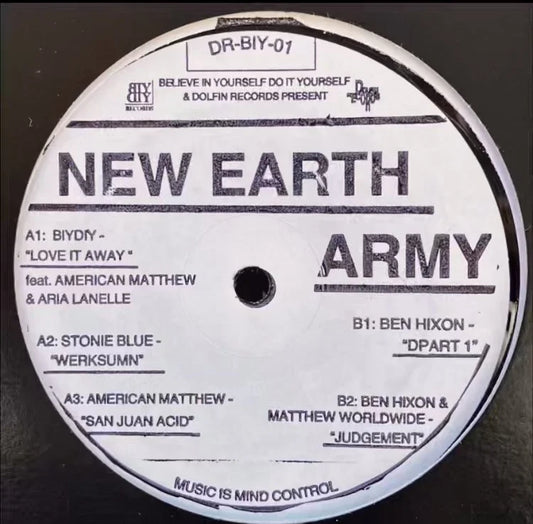 DR-BIY-01
BIY
DIY
BELIEVE IN YOURSELF DO IT YOURSELF
& DOLFIN RECORDS PRESENT
NEW EARTH
ARMY
A1: BIYDIY -
"LOVE IT AWAY"
feat. AMERICAN MATTHEW
& ARIA LANELLE
A2: STONIE BLUE -
"WERKSUMN"
A3: AMERICAN MATTHEW -
"SAN JUAN ACID"
B1: BEN HIXON -
"DPART 1"
B2: BEN HIXON &
MATTHEW WORLDWIDE -
"JUDGEMENT"
MUSIC IS MIND CONTROL